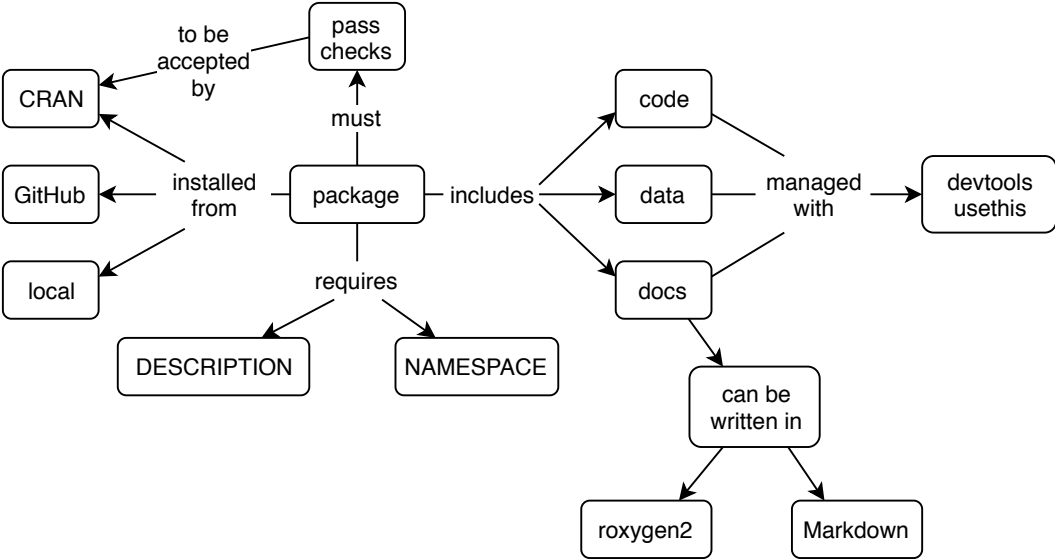 pass
checks
to be
accepted
by
CRAN
must
code
GitHub
installed
from
package
includes
data
managed
with
devtools
usethis
local
requires
docs
DESCRIPTION
NAMESPACE
can be
written in
roxygen2
Markdown